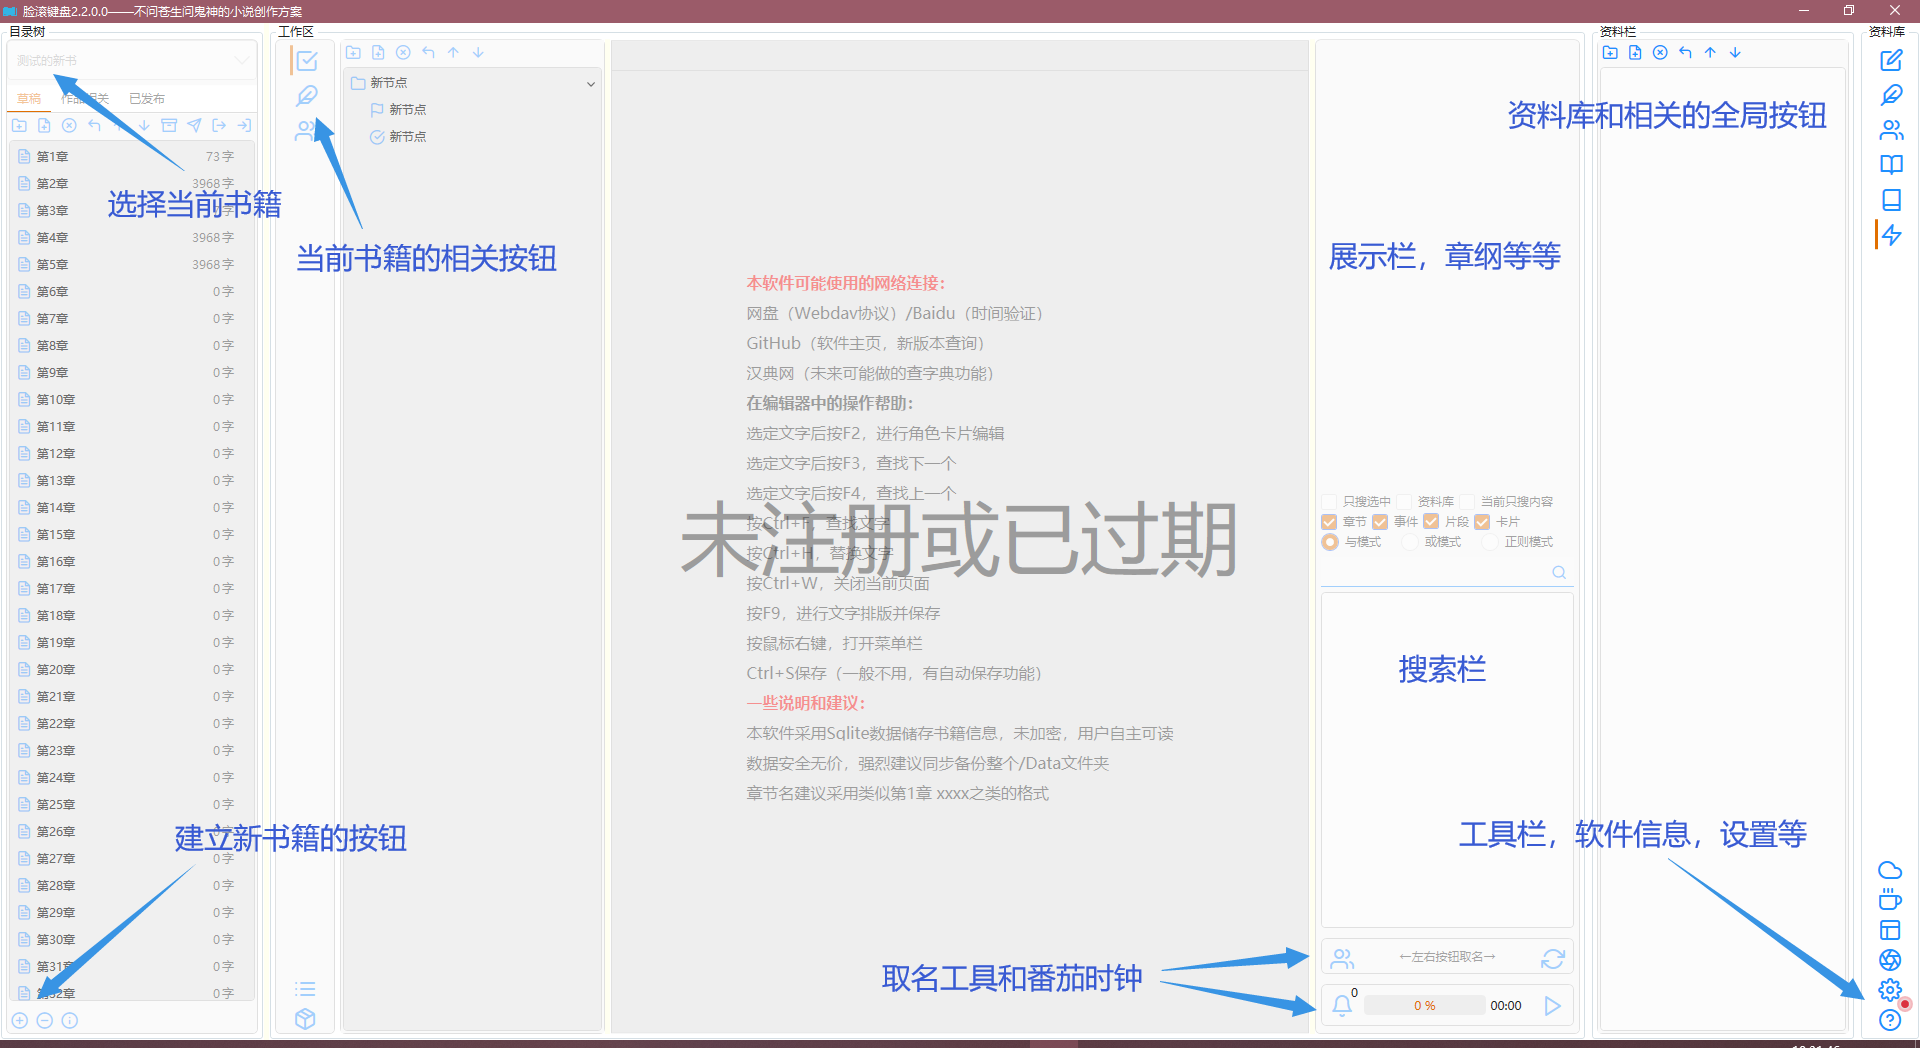 脸滚键盘2.2.0.0——不问苍生问鬼神的小说创作方案
目录树
测试的新书
草稿
作品相关
已发布
第1章 73字
第2章 3968字
第3章
第4章 3968字
第5章 3968字
第6章 0字
第7章 0字
第8章 0字
第9章 0字
第10章 0字
第11章 0字
第12章 0字
第13章 0字
第14章 0字
第15章 0字
第16章 0字
第17章 0字
第18章 0字
第19章 0字
第20章 0字
第21章 0字
第22章 0字
第23章 0字
第24章 0字
第25章 0字
第26章 0字
第27章 0字
第28章 0字
第29章 0字
第30章 0字
第31章 0字
第32章 0字
选择当前书籍
建立新书籍的按钮
工作区
新节点
新节点
新节点
当前书籍的相关按钮
本软件可能使用的网络连接：
网盘（Webdav协议）/Baidu（时间验证）
GitHub（软件主页，新版本查询）
汉典网（未来可能做的查字典功能）
在编辑器中的操作帮助：
选定文字后按F2，进行角色卡片编辑
选定文字后按F3，查找下一个
选定文字后按F4，查找上一个
按Ctrl+F，查找文字
按Ctrl+H，替换文字
按Ctrl+W，关闭当前页面
按F9，进行文字排版并保存
按鼠标右键，打开菜单栏
Ctrl+S保存（一般不用，有自动保存功能）
一些说明和建议：
本软件采用Sqlite数据储存书籍信息，未加密，用户自主可读
数据安全无价，强烈建议同步备份整个/Data文件夹
章节名建议采用类似第1章 xxxx之类的格式
未注册或已过期
取名工具和番茄时钟
展示栏，章纲等等
只搜选中 资料库 当前只搜内容
章节 事件 片段 卡片
与模式 或模式 正则模式
搜索栏
←左右按钮取名→
0
0 %
00:00
资料栏
资料库和相关的全局按钮
工具栏，软件信息，设置等
资料库